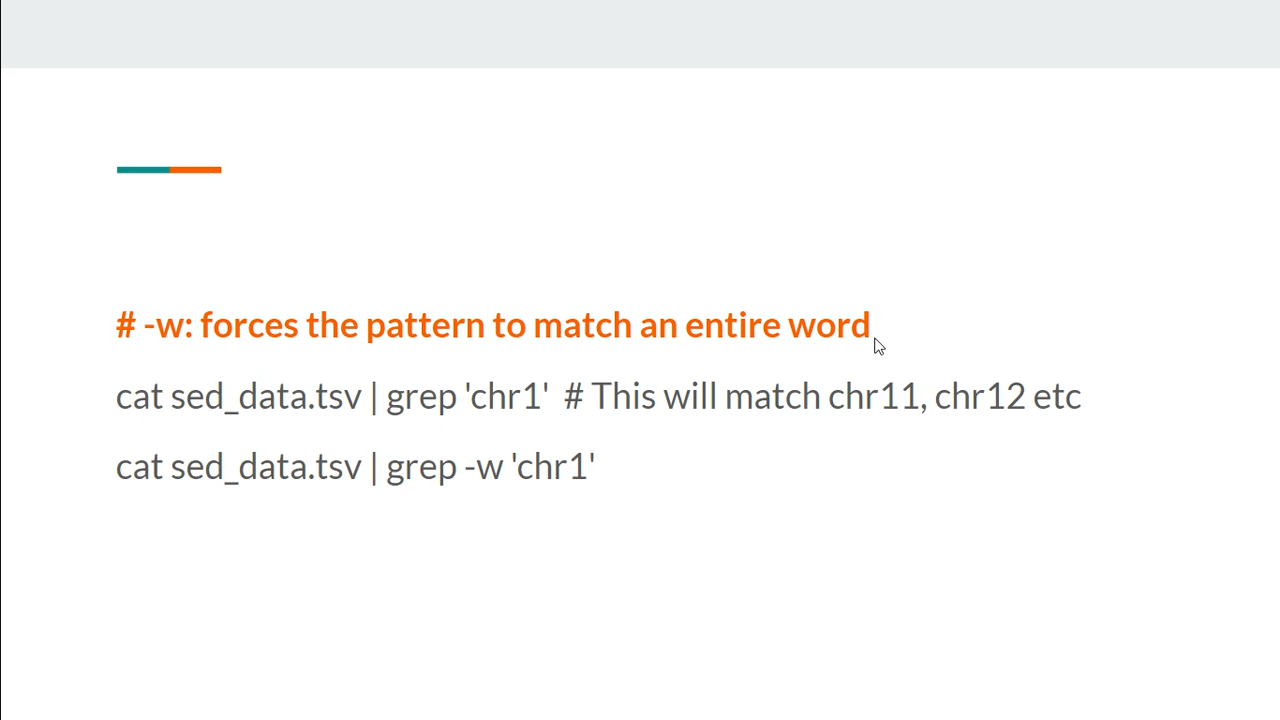 # -w: forces the pattern to match an entire word
cat sed_data.tsv | grep 'chr1'  # This will match chr11, chr12 etc
cat sed_data.tsv | grep -w 'chr1'